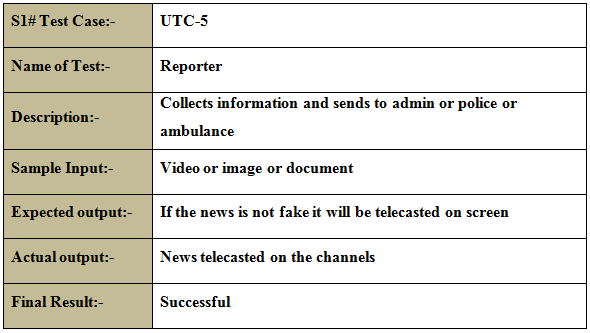 S1# Test Case:- UTC-5
Name of Test:- Reporter
Description:- Collects information and sends to admin or police or
ambulance
Sample Input:- Video or image or document
Expected output:- If the news is not fake it will be telecasted on screen
Actual output:- News telecasted on the channels
Final Result:- Successful